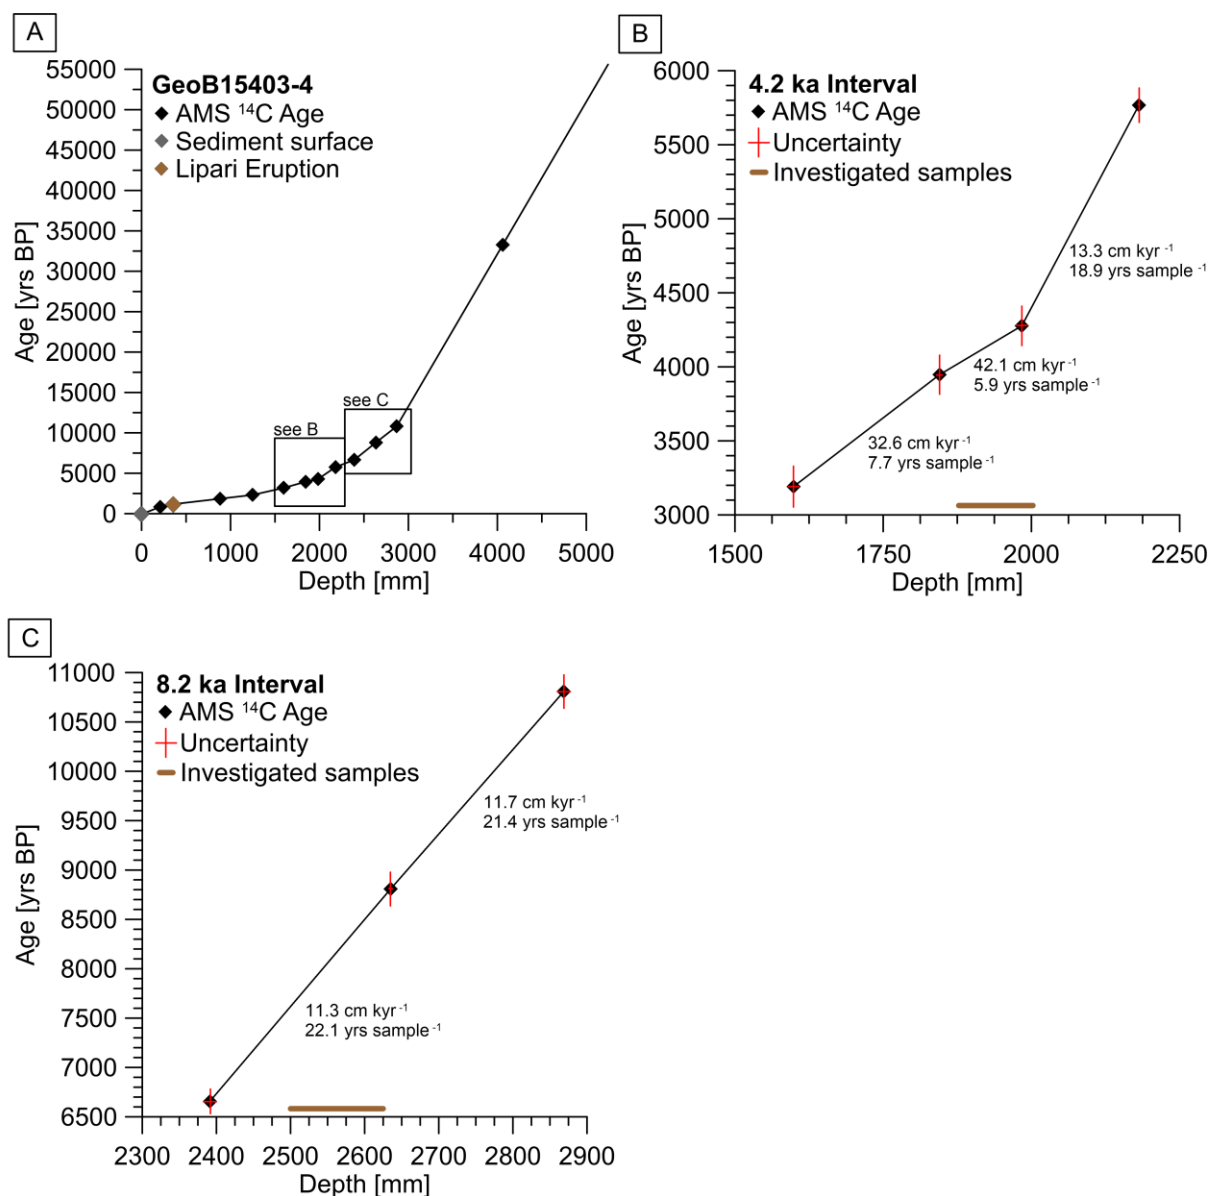 A
GeoB15403-4
AMS ¹⁴C Age
Sediment surface
Lipari Eruption
55000
50000
45000
40000
35000
30000
25000
20000
15000
10000
5000
0
Age [yrs BP]
see B
see C
0 1000 2000 3000 4000 5000
Depth [mm]
B
4.2 ka Interval
AMS ¹⁴C Age
Uncertainty
Investigated samples
6000
5500
5000
4500
4000
3500
3000
Age [yrs BP]
13.3 cm kyr ⁻¹
18.9 yrs sample ⁻¹
42.1 cm kyr ⁻¹
5.9 yrs sample ⁻¹
32.6 cm kyr ⁻¹
7.7 yrs sample ⁻¹
1500 1750 2000 2250
Depth [mm]
C
8.2 ka Interval
AMS ¹⁴C Age
Uncertainty
Investigated samples
11000
10500
10000
9500
9000
8500
8000
7500
7000
6500
Age [yrs BP]
11.7 cm kyr ⁻¹
21.4 yrs sample ⁻¹
11.3 cm kyr ⁻¹
22.1 yrs sample ⁻¹
2300 2400 2500 2600 2700 2800 2900
Depth [mm]